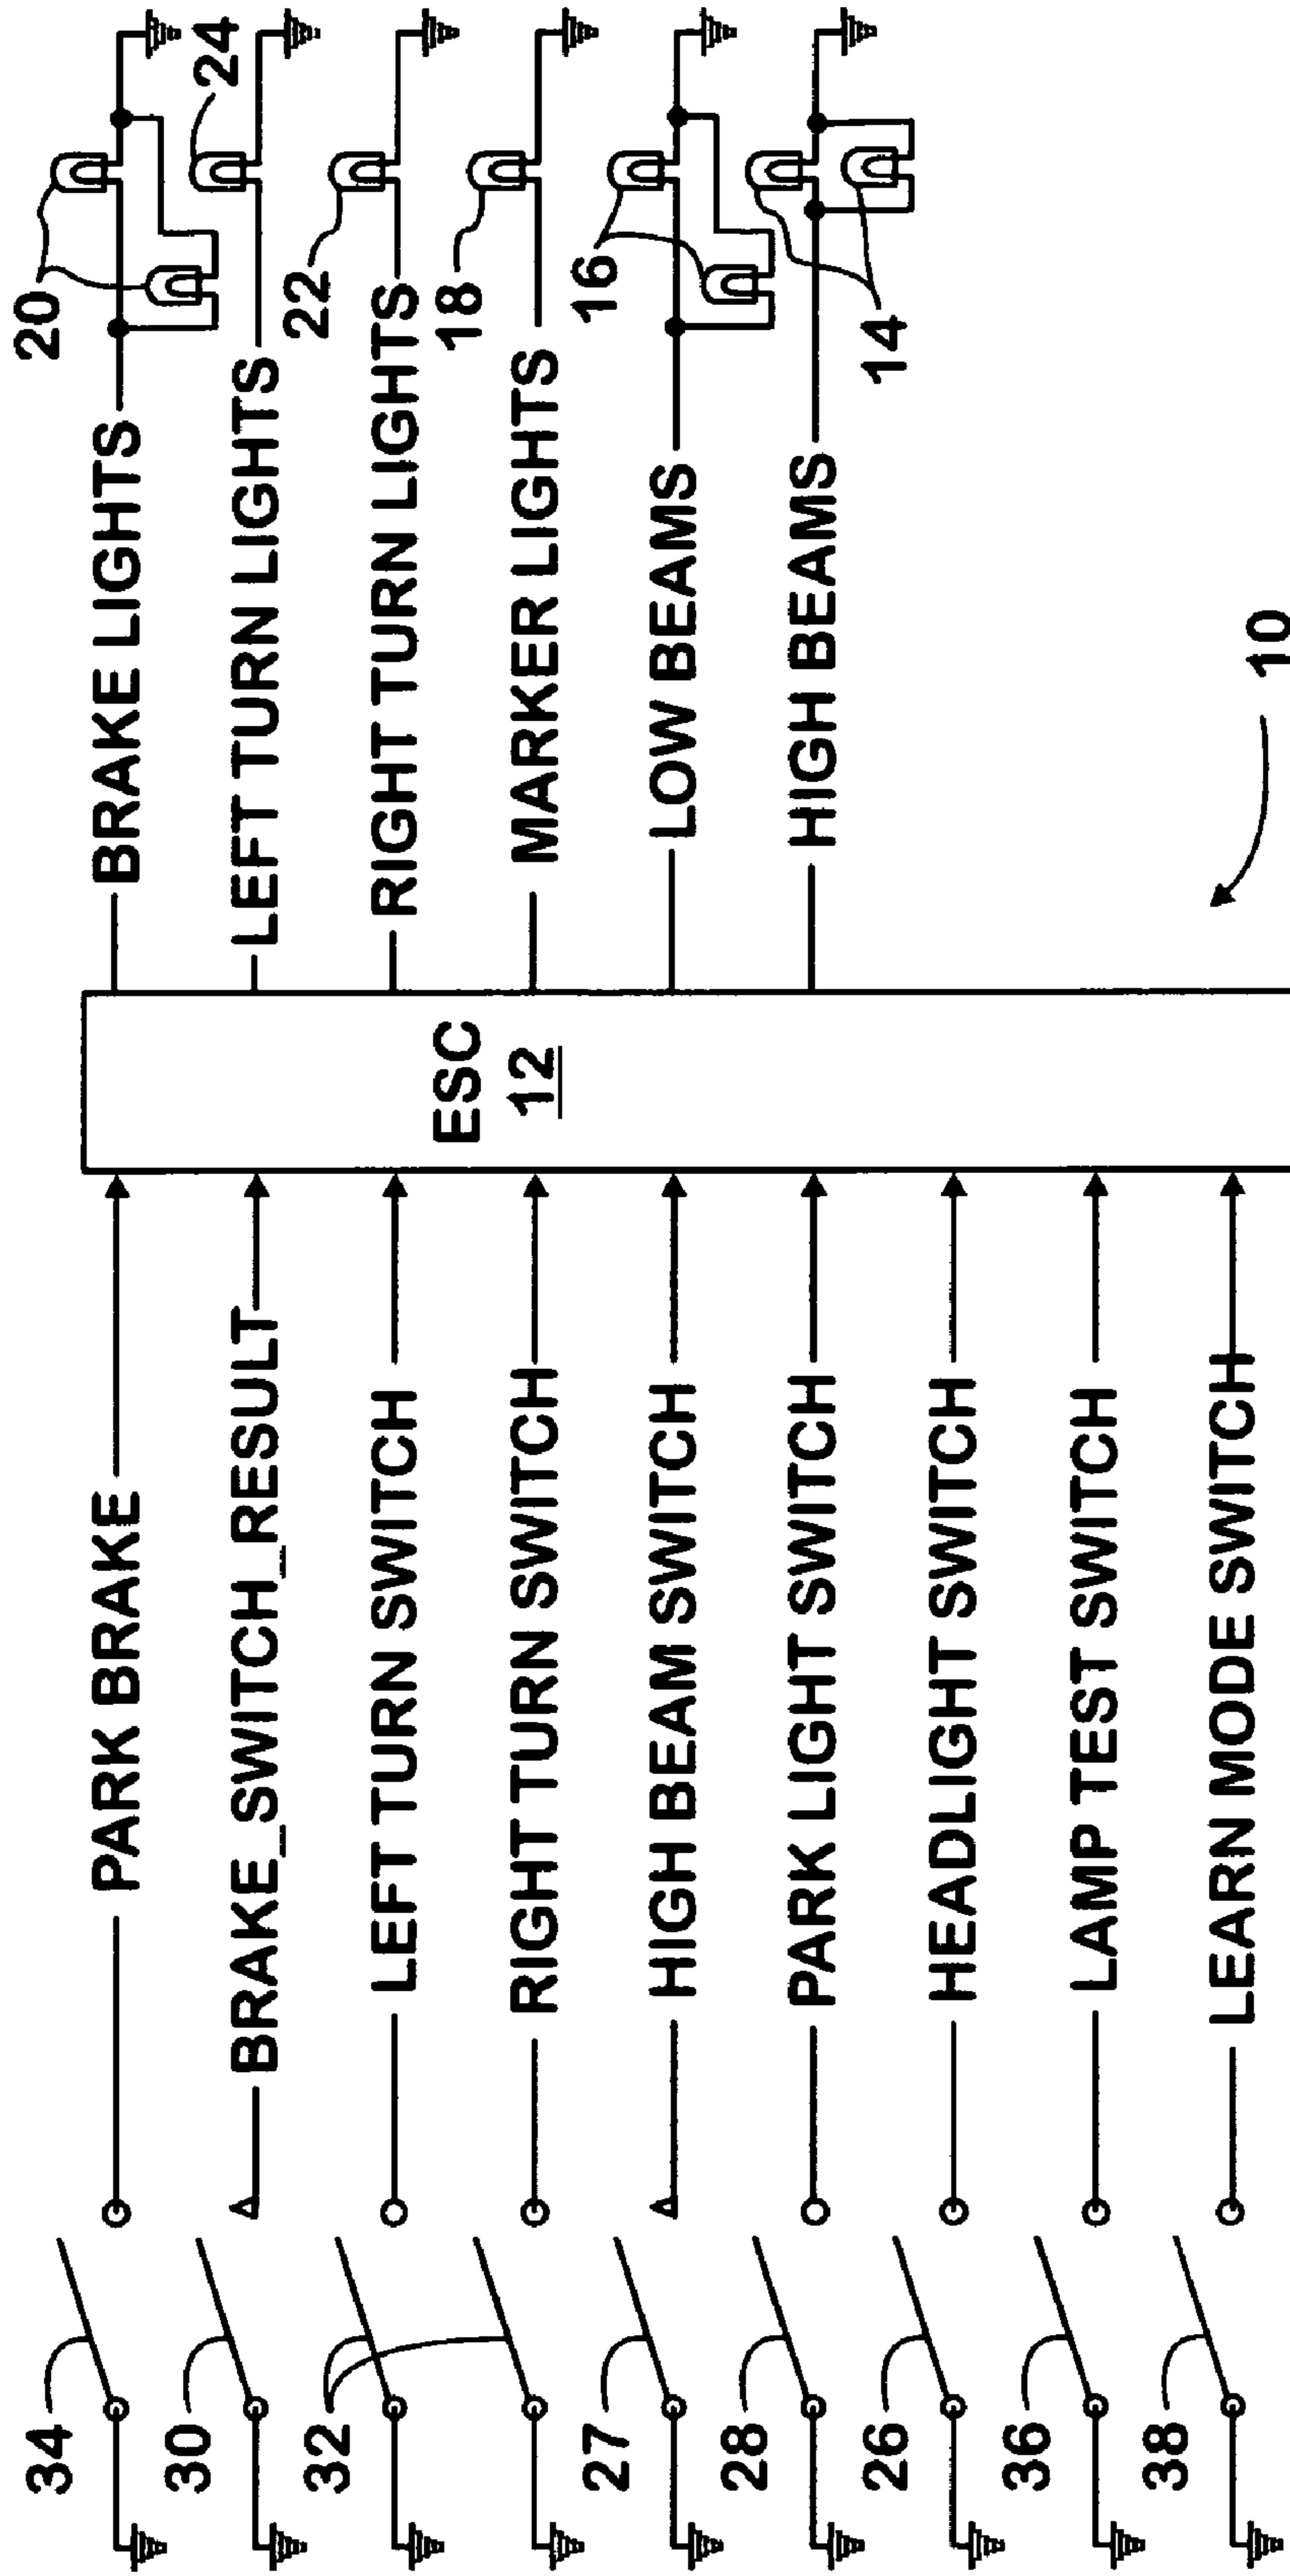 34 PARK BRAKE
30 BRAKE_SWITCH_RESULT
32 LEFT TURN SWITCH
RIGHT TURN SWITCH
27 HIGH BEAM SWITCH
28 PARK LIGHT SWITCH
26 HEADLIGHT SWITCH
36 LAMP TEST SWITCH
38 LEARN MODE SWITCH
ESC
12
BRAKE LIGHTS 20
LEFT TURN LIGHTS 24
RIGHT TURN LIGHTS 22
MARKER LIGHTS 18
LOW BEAMS 16
HIGH BEAMS 14
10